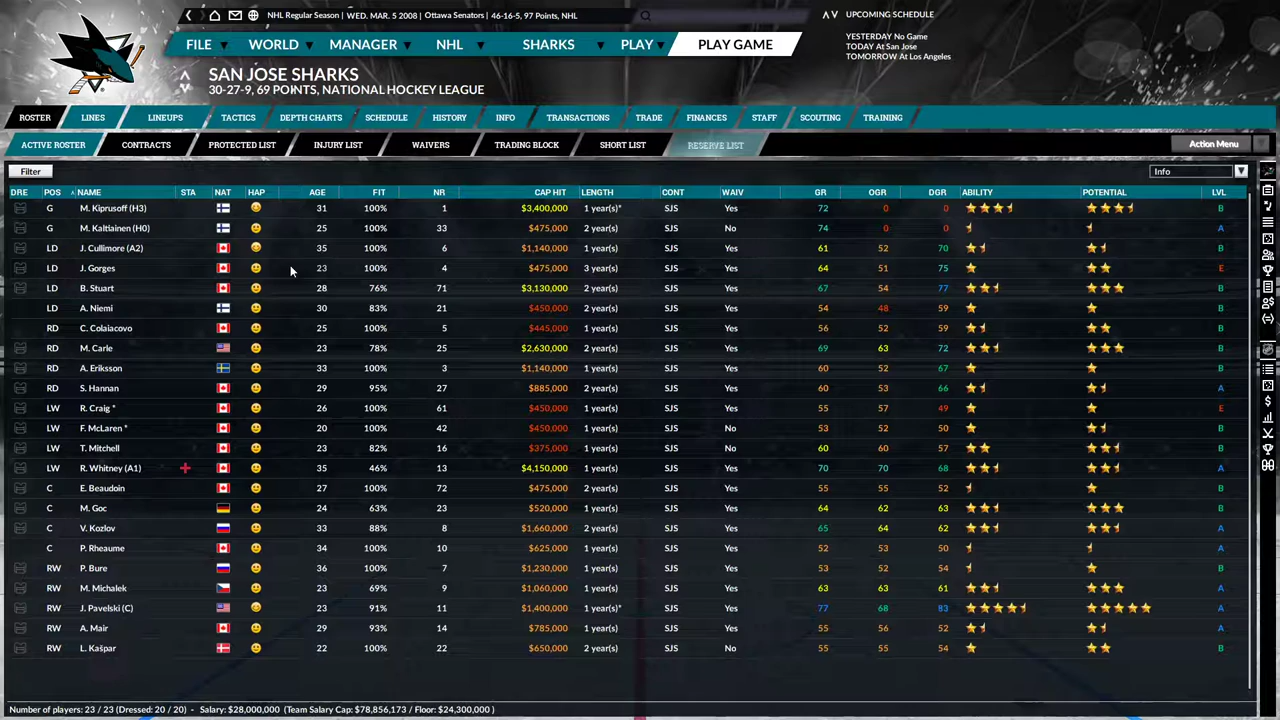 NHL Regular Season | WED. MAR. 5 2008 | Ottawa Senators | 46-16-5, 97 Points, NHL
UPCOMING SCHEDULE
YESTERDAY No Game
TODAY At San Jose
TOMORROW At Los Angeles
FILE WORLD MANAGER NHL SHARKS PLAY PLAY GAME
SAN JOSE SHARKS
30-27-9, 69 POINTS, NATIONAL HOCKEY LEAGUE
ROSTER LINES LINEUPS TACTICS DEPTH CHARTS SCHEDULE HISTORY INFO TRANSACTIONS TRADE FINANCES STAFF SCOUTING TRAINING
ACTIVE ROSTER CONTRACTS PROTECTED LIST INJURY LIST WAIVERS TRADING BLOCK SHORT LIST RESERVE LIST Action Menu
Filter Info
DRE POS NAME STA NAT HAP AGE FIT NR CAP HIT LENGTH CONT WAIV GR OGR DGR ABILITY POTENTIAL LVL
G M. Kiprusoff (H3) 31 100% 1 $3,400,000 1 year(s)* SJS Yes 72 0 0 B
G M. Kaltiainen (H0) 25 100% 33 $475,000 2 year(s) SJS No 74 0 0 A
LD J. Cullimore (A2) 35 100% 6 $1,140,000 1 year(s) SJS Yes 61 52 70 B
LD J. Gorges 23 100% 4 $475,000 3 year(s) SJS Yes 64 51 75 E
LD B. Stuart 28 76% 71 $3,130,000 2 year(s) SJS Yes 67 54 77 B
LD A. Niemi 30 83% 21 $450,000 2 year(s) SJS Yes 54 48 59 B
RD C. Colaiacovo 25 100% 5 $445,000 1 year(s) SJS Yes 56 52 59 B
RD M. Carle 23 78% 25 $2,630,000 2 year(s) SJS Yes 69 63 72 B
RD A. Eriksson 33 100% 3 $1,140,000 1 year(s) SJS Yes 60 52 67 B
RD S. Hannan 29 95% 27 $885,000 2 year(s) SJS Yes 60 53 66 A
LW R. Craig * 26 100% 61 $450,000 1 year(s) SJS Yes 55 57 49 E
LW F. McLaren * 20 100% 42 $450,000 1 year(s) SJS No 53 52 50 B
LW T. Mitchell 23 82% 16 $375,000 1 year(s) SJS No 60 60 57 B
LW R. Whitney (A1) 35 46% 13 $4,150,000 1 year(s) SJS Yes 70 70 68 A
C E. Beaudoin 27 100% 72 $475,000 2 year(s) SJS Yes 55 55 52 B
C M. Goc 24 63% 23 $520,000 1 year(s) SJS Yes 64 62 63 B
C V. Kozlov 33 88% 8 $1,660,000 1 year(s) SJS Yes 65 64 62 A
C P. Rheaume 34 100% 10 $625,000 1 year(s) SJS Yes 52 53 50 A
RW P. Bure 36 100% 7 $1,230,000 1 year(s) SJS Yes 53 52 54 B
RW M. Michalek 23 69% 9 $1,060,000 1 year(s) SJS Yes 63 63 61 A
RW J. Pavelski (C) 23 91% 11 $1,400,000 1 year(s)* SJS Yes 77 68 83 A
RW A. Mair 29 93% 14 $785,000 1 year(s) SJS Yes 55 56 52 A
RW L. Kašpar 22 100% 22 $650,000 2 year(s) SJS No 55 55 54 B
Number of players: 23 / 23 (Dressed: 20 / 20) - Salary: $28,000,000 (Team Salary Cap: $78,856,173 / Floor: $24,300,000 )